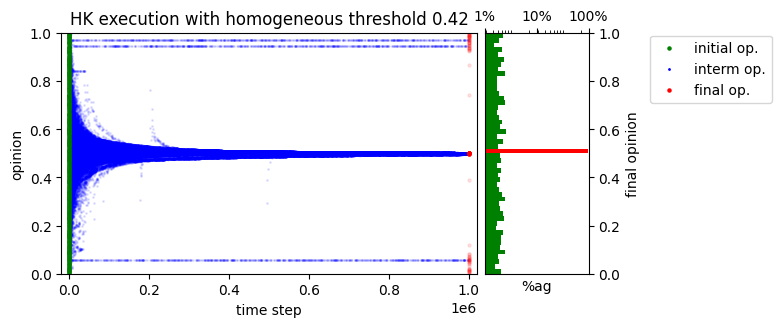 HK execution with homogeneous threshold 0.42
1% 10% 100%
initial op.
interm op.
final op.
1.0 1.0
0.8 0.8
0.6 0.6
opinion
final opinion
0.4 0.4
0.2 0.2
0.0 0.0
0.0 0.2 0.4 0.6 0.8 1.0
%ag
1e6
time step